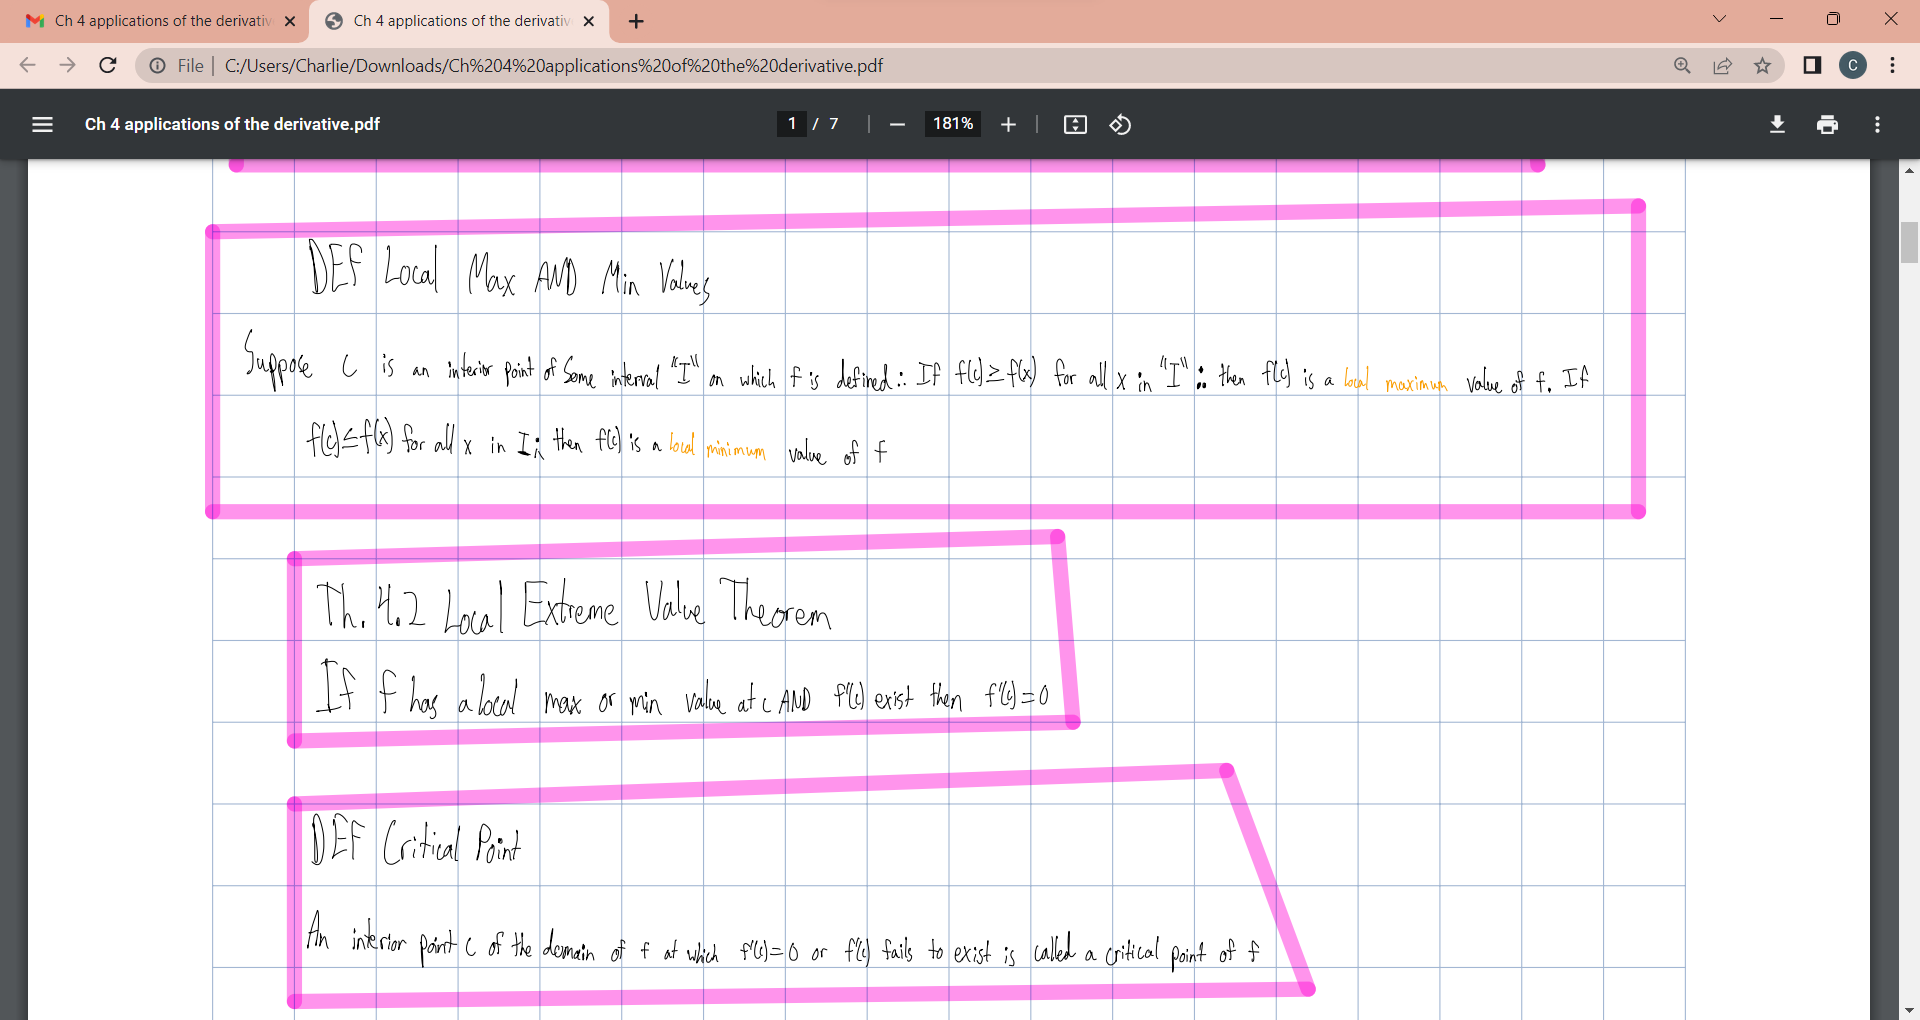 Ch 4 applications of the derivativ
Ch 4 applications of the derivativ
File | C:/Users/Charlie/Downloads/Ch%204%20applications%20of%20the%20derivative.pdf
C
Ch 4 applications of the derivative.pdf
1 / 7
181%
DEF Local Max AND Min Values
Suppose C is an interior point of Some interval "I" on which f is defined ∴ If f(c)≥f(x) for all x in "I" ∴ then f(c) is a local maximum value of f. If
f(c)≤f(x) for all x in I; then f(c) is a local minimum value of f
Th. 4.2 Local Extreme Value Theorem
If f has a local max or min value at c AND f'(c) exist then f'(c)=0
DEF Critical Point
An interior point c of the domain of f at which f'(c)=0 or f'(c) fails to exist is called a critical point of f